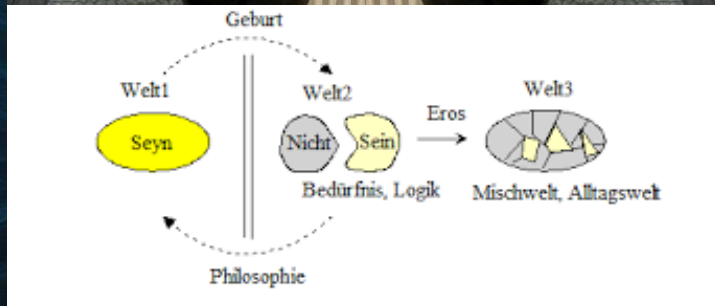 Geburt
Welt1
Welt2
Welt3
Eros
Seyn
Nicht
Sein
Bedürfnis, Logik
Mischwelt, Alltagswelt
Philosophie